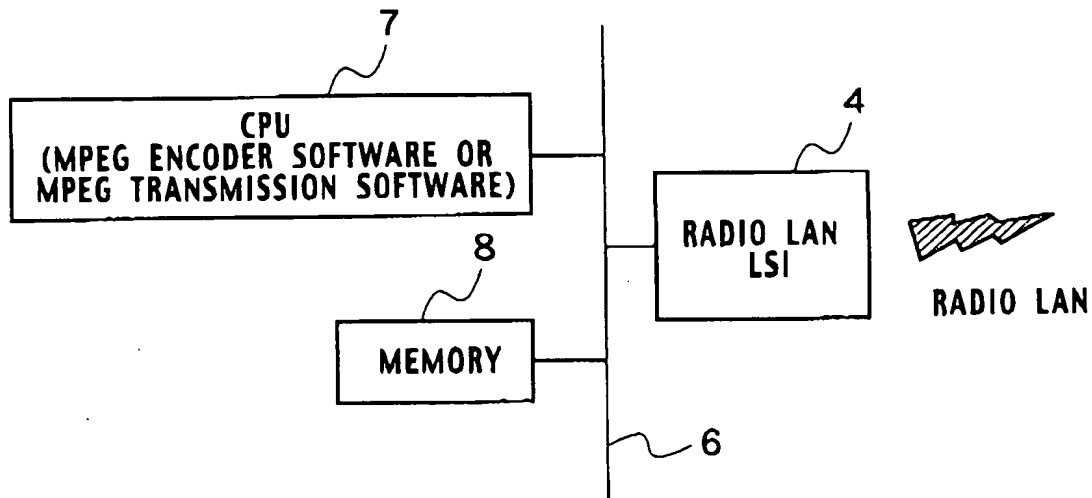 7
CPU
(MPEG ENCODER SOFTWARE OR
MPEG TRANSMISSION SOFTWARE)
4
RADIO LAN
LSI
RADIO LAN
8
MEMORY
6